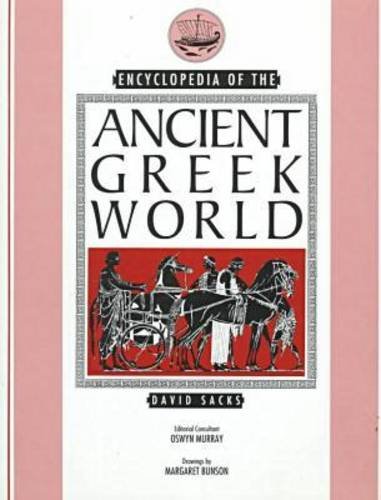 ENCYCLOPEDIA OF THE
ANCIENT
GREEK
WORLD
DAVID SACKS
Editorial Consultant
OSWYN MURRAY
Drawings by
MARGARET BUNSON